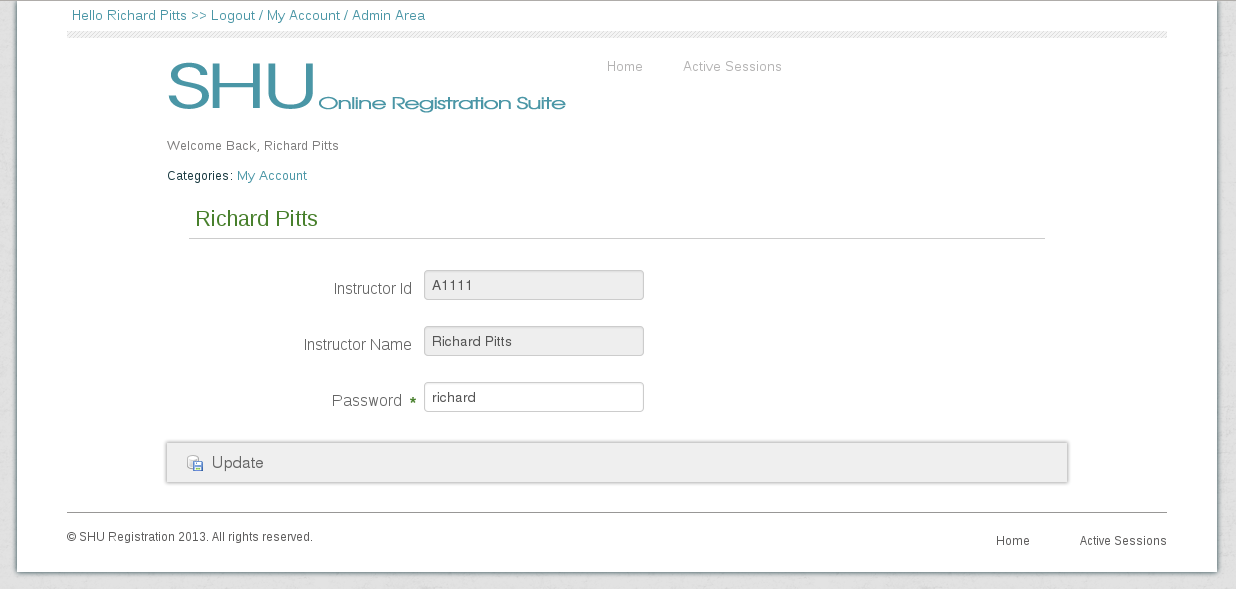 Hello Richard Pitts >> Logout / My Account / Admin Area
SHU Online Registration Suite
Home Active Sessions
Welcome Back, Richard Pitts
Categories: My Account
Richard Pitts
Instructor Id A1111
Instructor Name Richard Pitts
Password * richard
Update
© SHU Registration 2013. All rights reserved.
Home Active Sessions